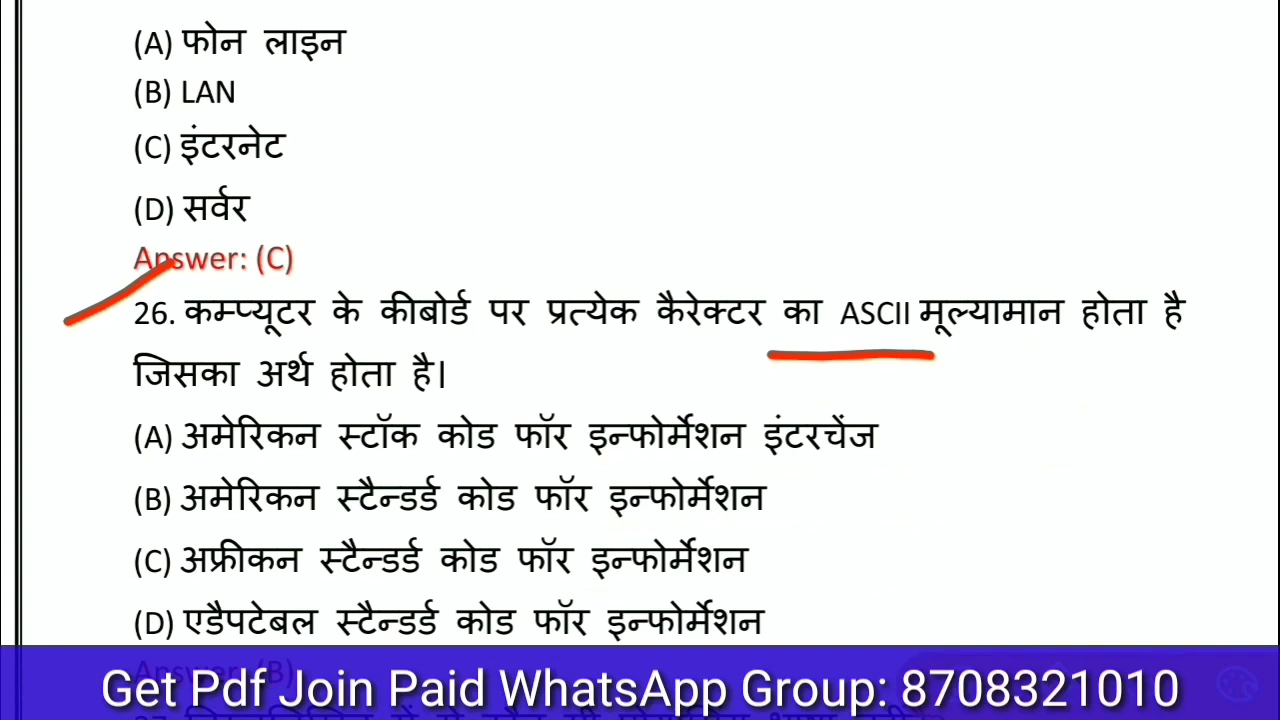 (A) फोन लाइन
(B) LAN
(C) इंटरनेट
(D) सर्वर
Answer: (C)
26. कम्प्यूटर के कीबोर्ड पर प्रत्येक कैरेक्टर का ASCII मूल्यामान होता है
जिसका अर्थ होता है।
(A) अमेरिकन स्टॉक कोड फॉर इन्फोर्मेशन इंटरचेंज
(B) अमेरिकन स्टैन्डर्ड कोड फॉर इन्फोर्मेशन
(C) अफ्रीकन स्टैन्डर्ड कोड फॉर इन्फोर्मेशन
(D) एडैपटेबल स्टैन्डर्ड कोड फॉर इन्फोर्मेशन
Answer: (B)
Get Pdf Join Paid WhatsApp Group: 8708321010